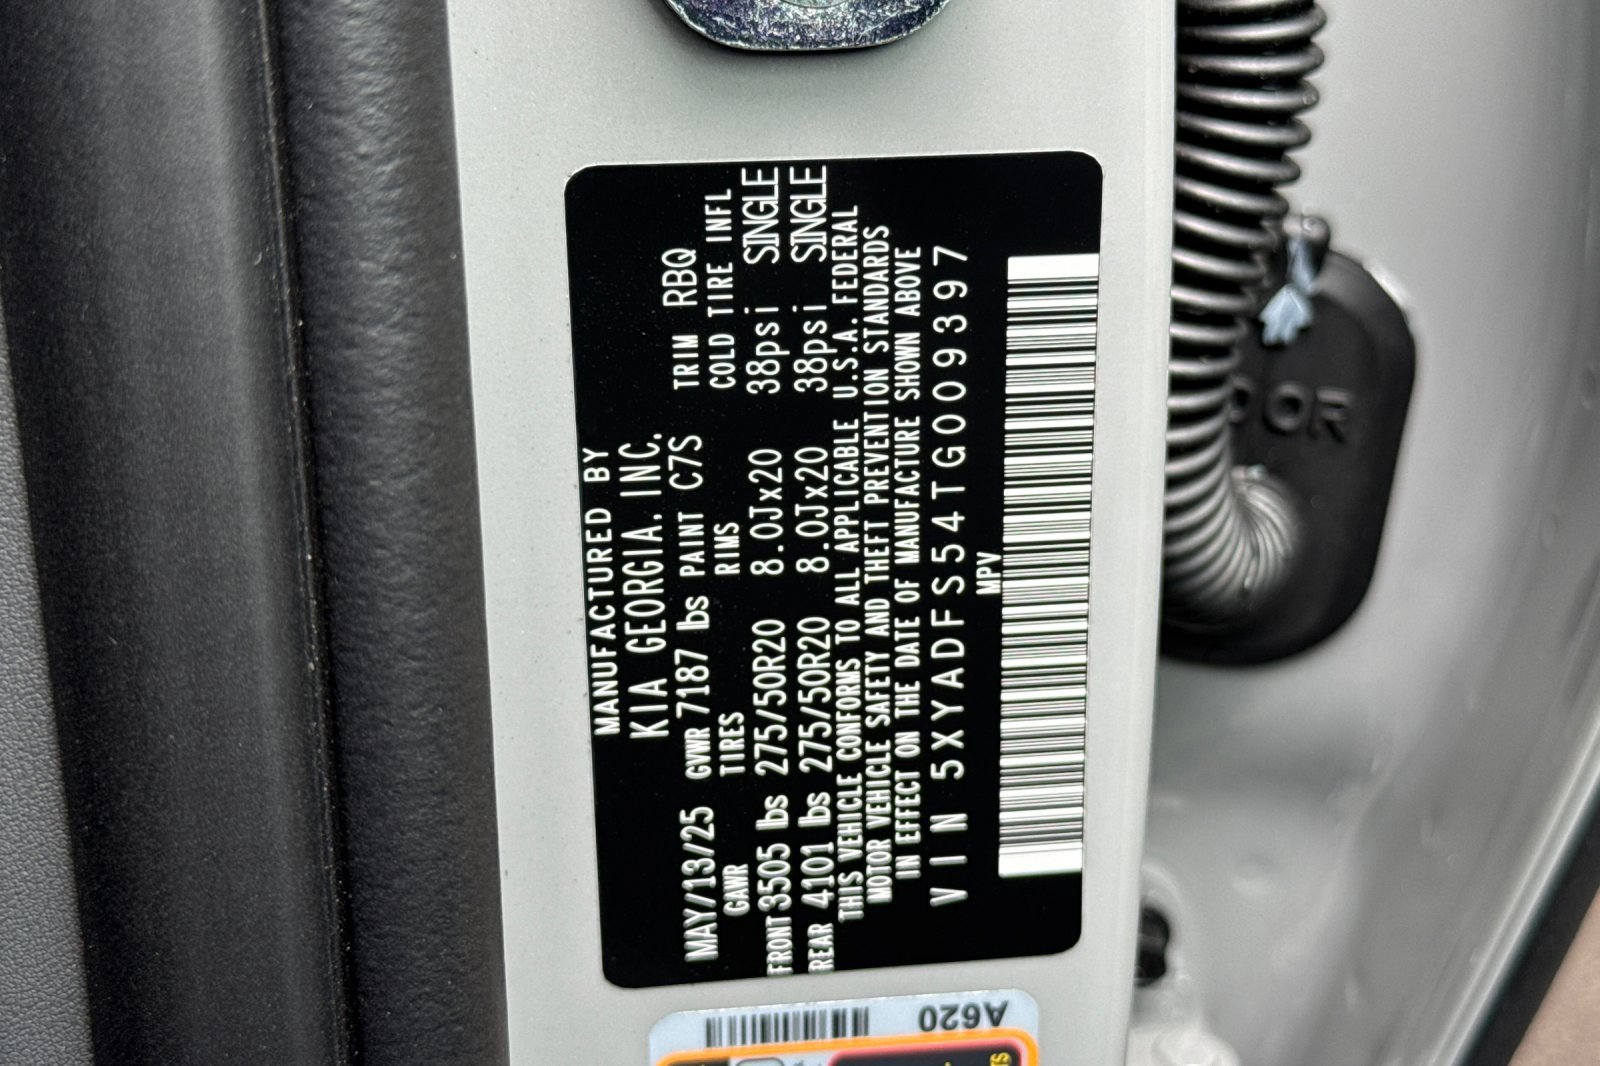 MANUFACTURED BY
KIA GEORGIA. INC.
MAY/13/25 GVWR 7187 lbs PAINT C7S TRIM RBQ
GAWR TIRES RIMS COLD TIRE INFL
FRONT 3505 lbs 275/50R20 8.0Jx20 38psi SINGLE
REAR 4101 lbs 275/50R20 8.0Jx20 38psi SINGLE
THIS VEHICLE CONFORMS TO ALL APPLICABLE U.S.A. FEDERAL
MOTOR VEHICLE SAFETY AND THEFT PREVENTION STANDARDS
IN EFFECT ON THE DATE OF MANUFACTURE SHOWN ABOVE
VIN 5XYADFS54TG009397
MPV
A620